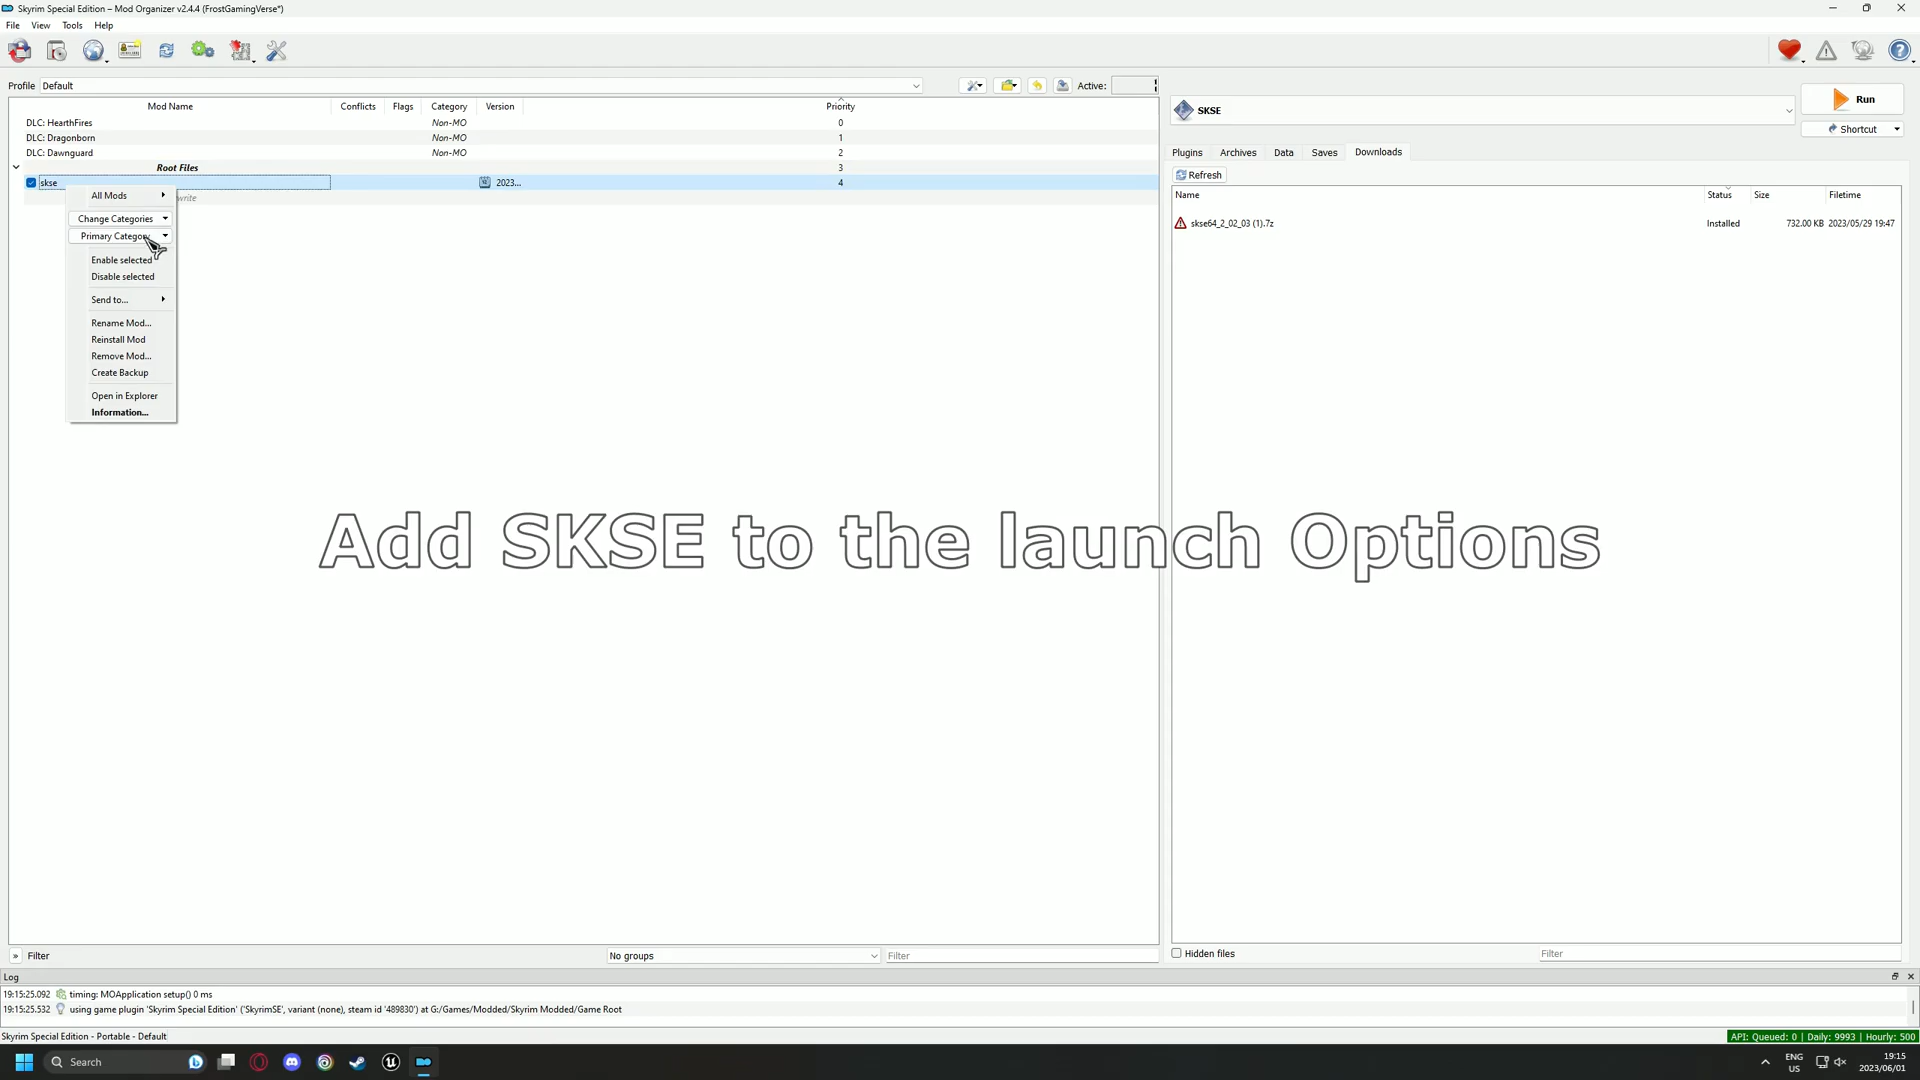 Skyrim Special Edition – Mod Organizer v2.4.4 (FrostGamingVerse*)
File View Tools Help
Profile Default Active:
Mod Name Conflicts Flags Category Version Priority
DLC: HearthFires Non-MO 0
DLC: Dragonborn Non-MO 1
DLC: Dawnguard Non-MO 2
Root Files 3
skse 2023... 4
write
All Mods
Change Categories
Primary Category
Enable selected
Disable selected
Send to...
Rename Mod...
Reinstall Mod
Remove Mod...
Create Backup
Open in Explorer
Information...
SKSE
Run
Shortcut
Plugins Archives Data Saves Downloads
Refresh
Name Status Size Filetime
skse64_2_02_03 (1).7z Installed 732.00 KB 2023/05/29 19:47
Add SKSE to the launch Options
» Filter No groups Filter
Hidden files Filter
Log
19:15:25.092 timing: MOApplication setup() 0 ms
19:15:25.532 using game plugin 'Skyrim Special Edition' ('SkyrimSE', variant (none), steam id '489830') at G:/Games/Modded/Skyrim Modded/Game Root
Skyrim Special Edition - Portable - Default
API: Queued: 0 | Daily: 9993 | Hourly: 500
Search
ENG
US
19:15
2023/06/01